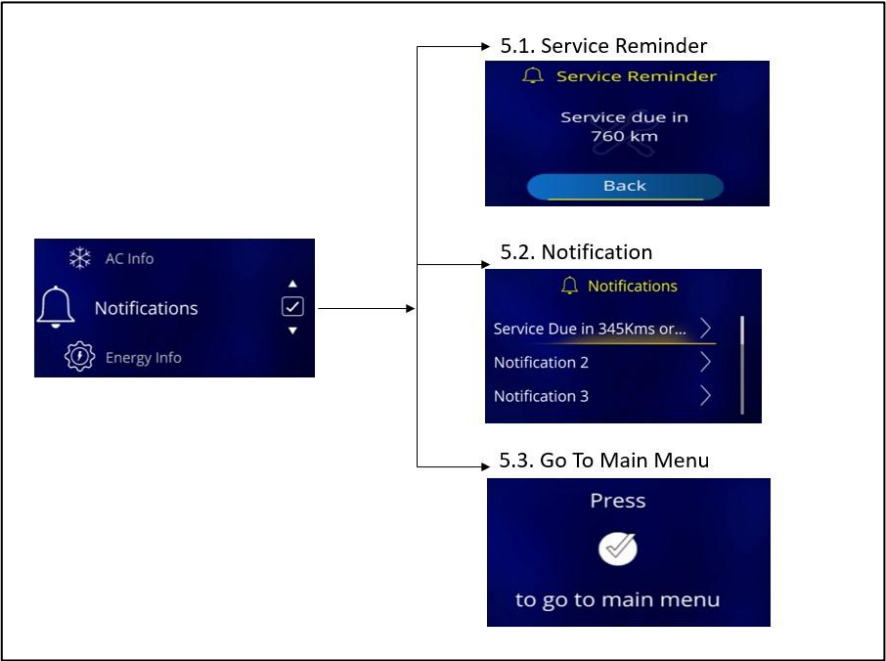 5.1. Service Reminder
Service Reminder
Service due in
760 km
Back
AC Info
Notifications
Energy Info
5.2. Notification
Notifications
Service Due in 345Kms or...
Notification 2
Notification 3
5.3. Go To Main Menu
Press
to go to main menu